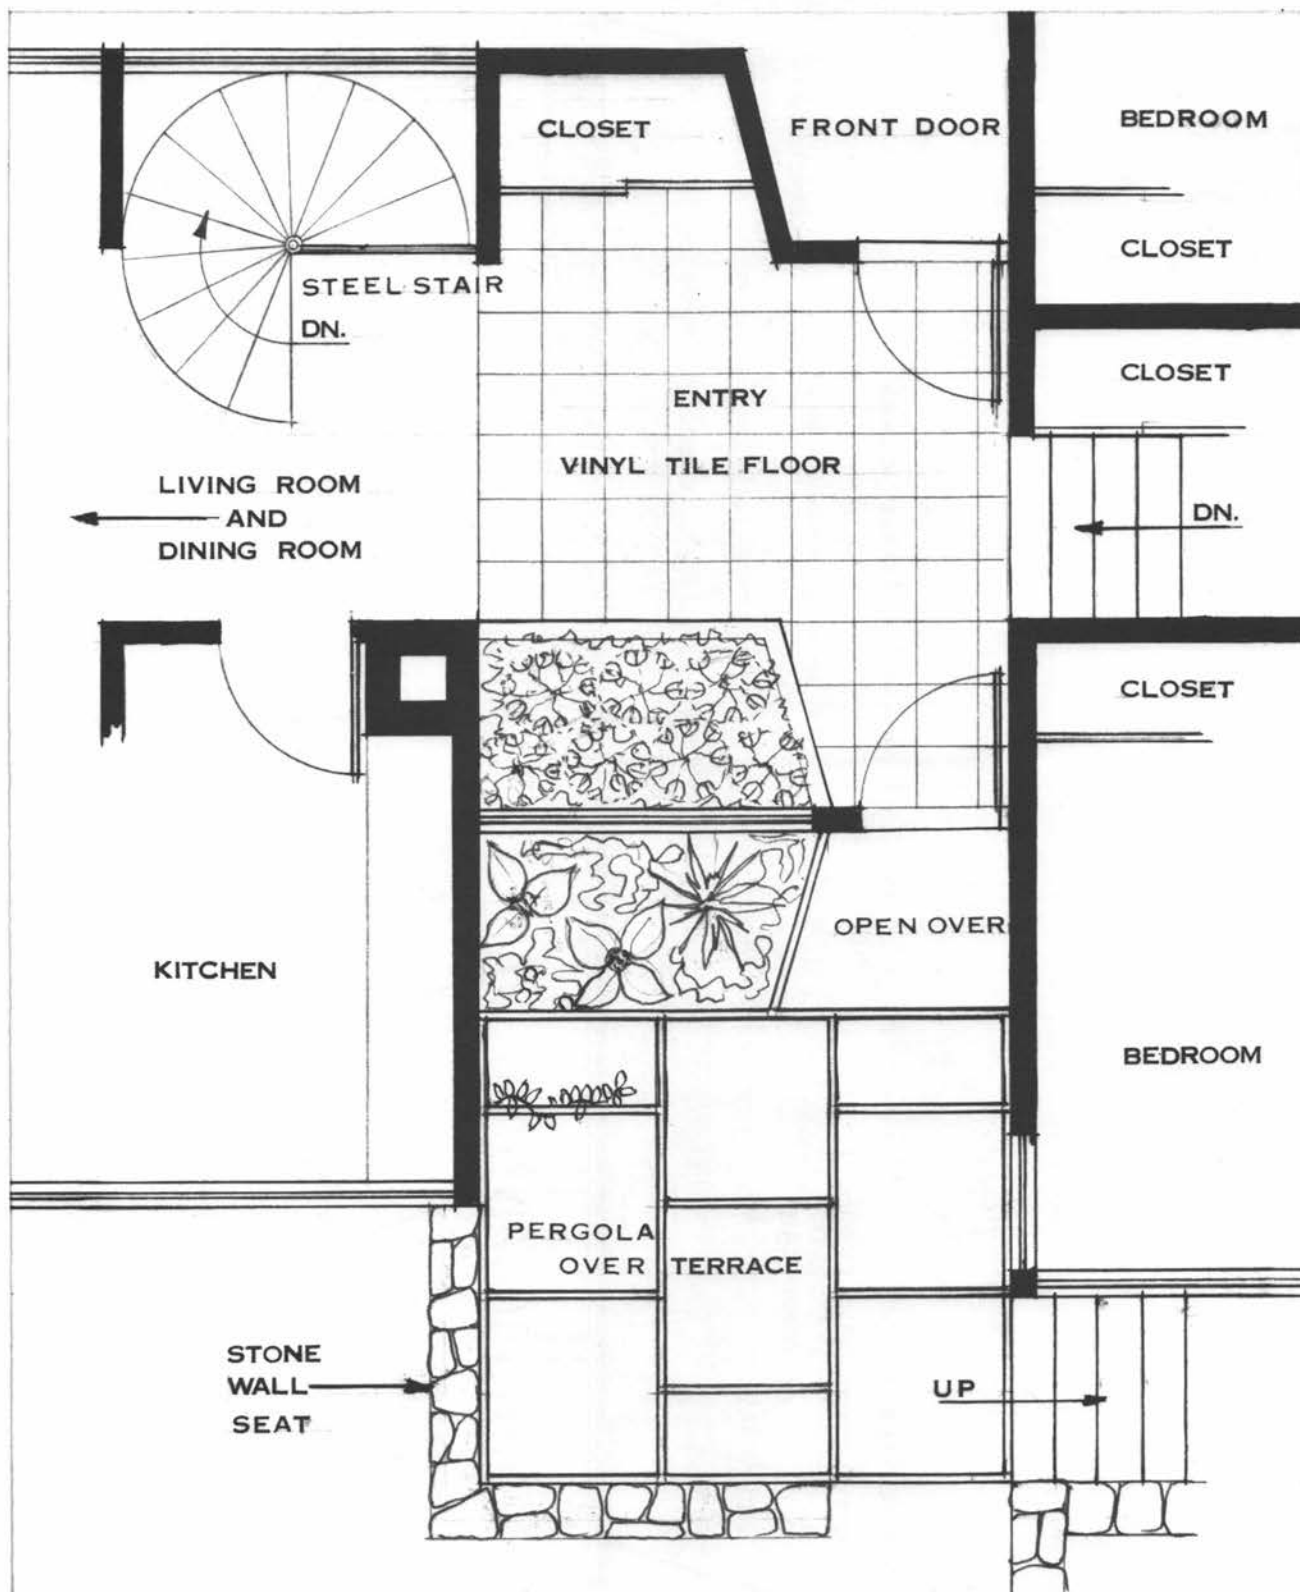 CLOSET
FRONT DOOR
BEDROOM
CLOSET
STEEL STAIR
DN.
CLOSET
ENTRY
VINYL TILE FLOOR
LIVING ROOM
AND
DINING ROOM
DN.
CLOSET
OPEN OVER
KITCHEN
BEDROOM
PERGOLA
OVER TERRACE
STONE
WALL
SEAT
UP